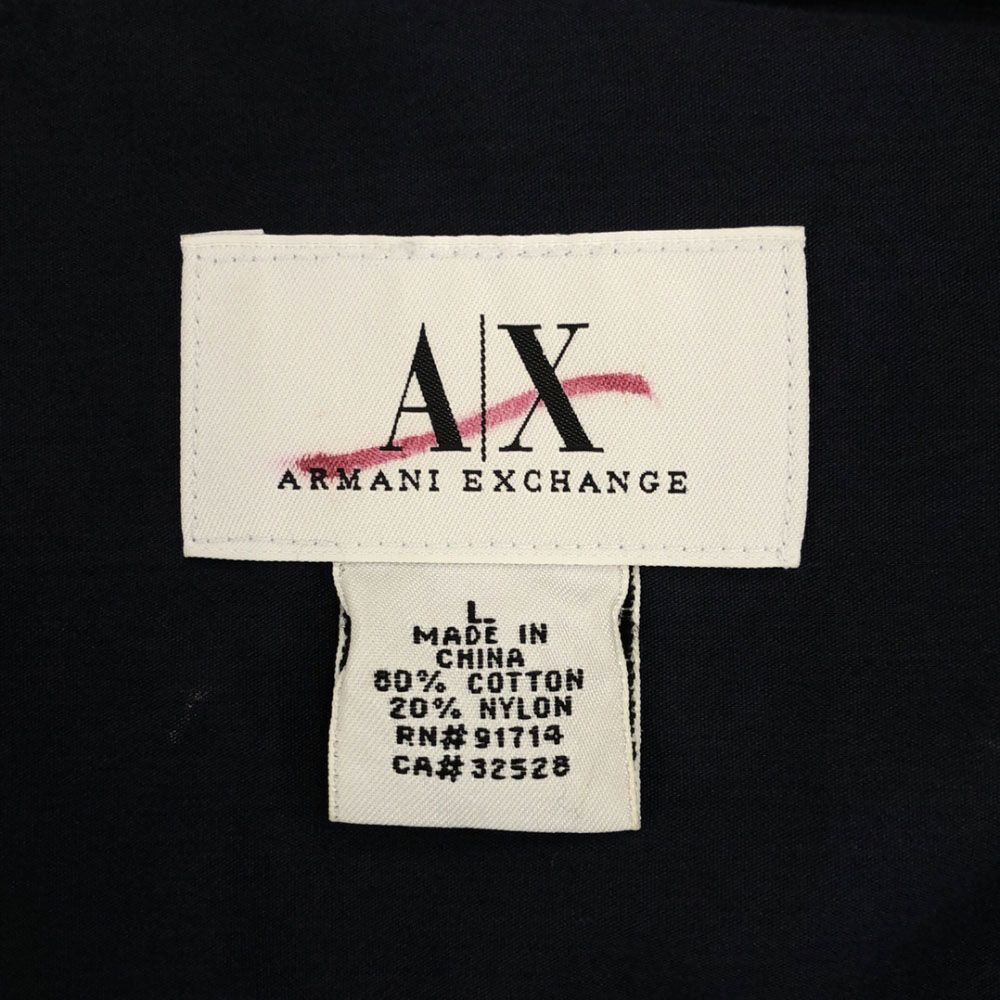 A|X
ARMANI EXCHANGE
L
MADE IN
CHINA
80% COTTON
20% NYLON
RN# 91714
CA# 32528